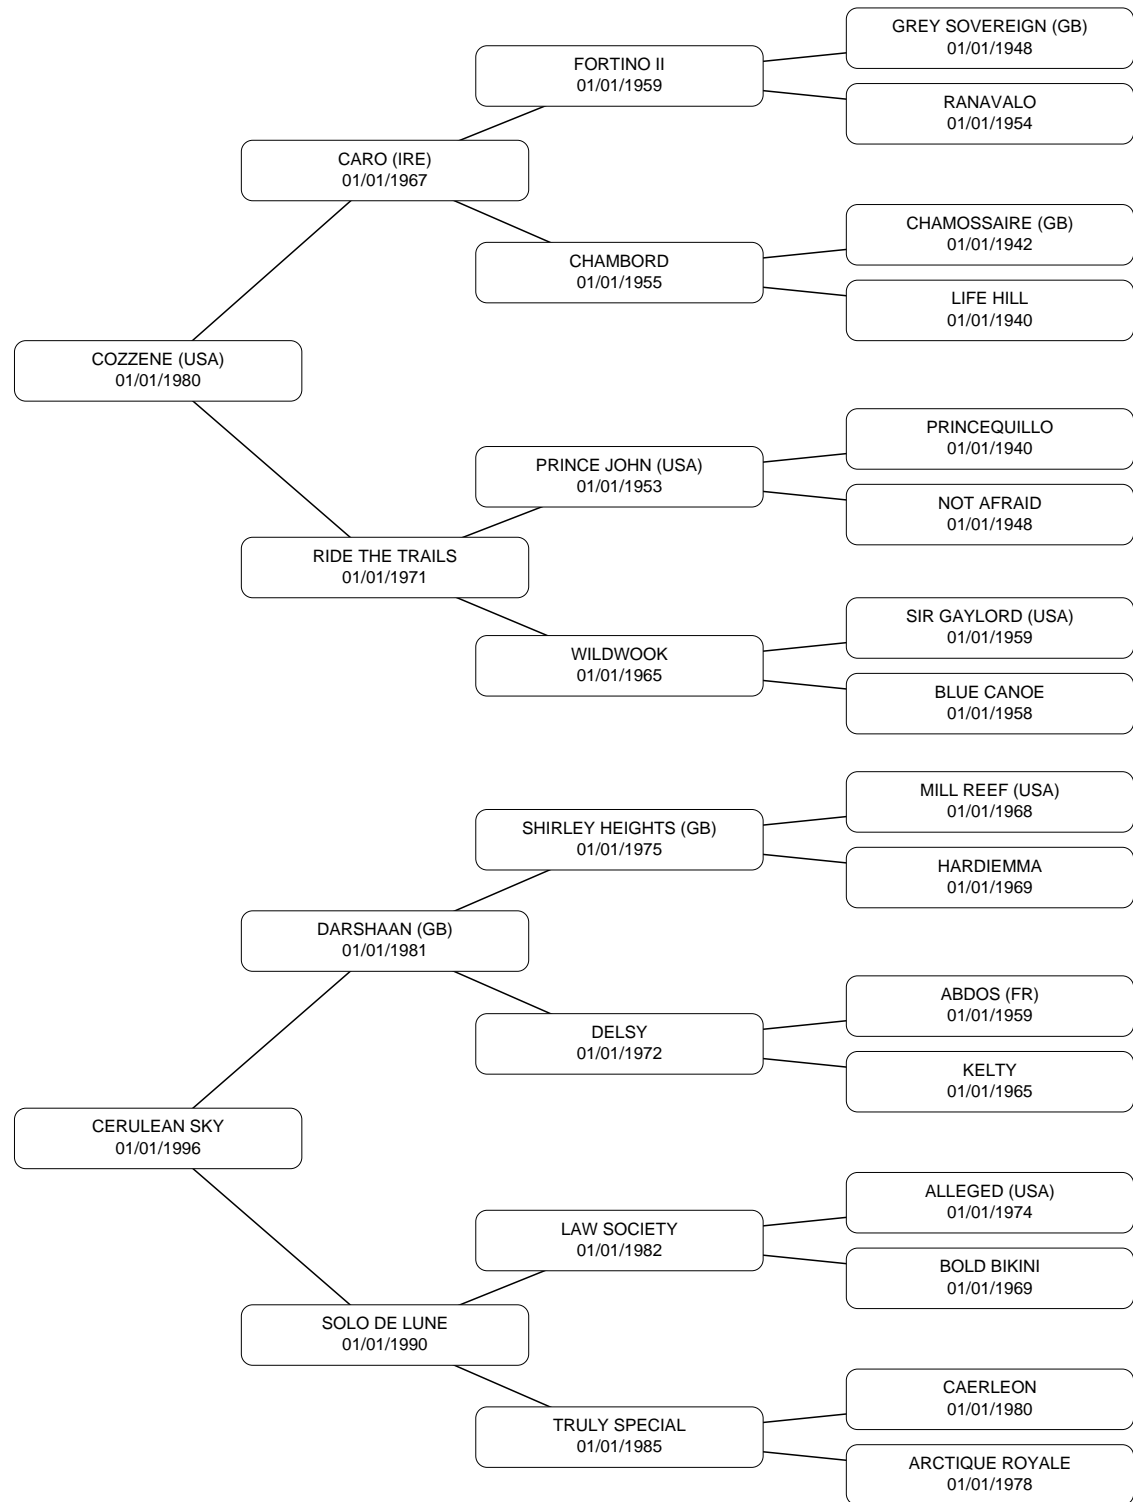 GREY SOVEREIGN (GB)
01/01/1948
FORTINO II
01/01/1959
RANAVALO
01/01/1954
CARO (IRE)
01/01/1967
CHAMOSSAIRE (GB)
01/01/1942
CHAMBORD
01/01/1955
LIFE HILL
01/01/1940
COZZENE (USA)
01/01/1980
PRINCEQUILLO
01/01/1940
PRINCE JOHN (USA)
01/01/1953
NOT AFRAID
01/01/1948
RIDE THE TRAILS
01/01/1971
SIR GAYLORD (USA)
01/01/1959
WILDWOOK
01/01/1965
BLUE CANOE
01/01/1958
MILL REEF (USA)
01/01/1968
SHIRLEY HEIGHTS (GB)
01/01/1975
HARDIEMMA
01/01/1969
DARSHAAN (GB)
01/01/1981
ABDOS (FR)
01/01/1959
DELSY
01/01/1972
KELTY
01/01/1965
CERULEAN SKY
01/01/1996
ALLEGED (USA)
01/01/1974
LAW SOCIETY
01/01/1982
BOLD BIKINI
01/01/1969
SOLO DE LUNE
01/01/1990
CAERLEON
01/01/1980
TRULY SPECIAL
01/01/1985
ARCTIQUE ROYALE
01/01/1978